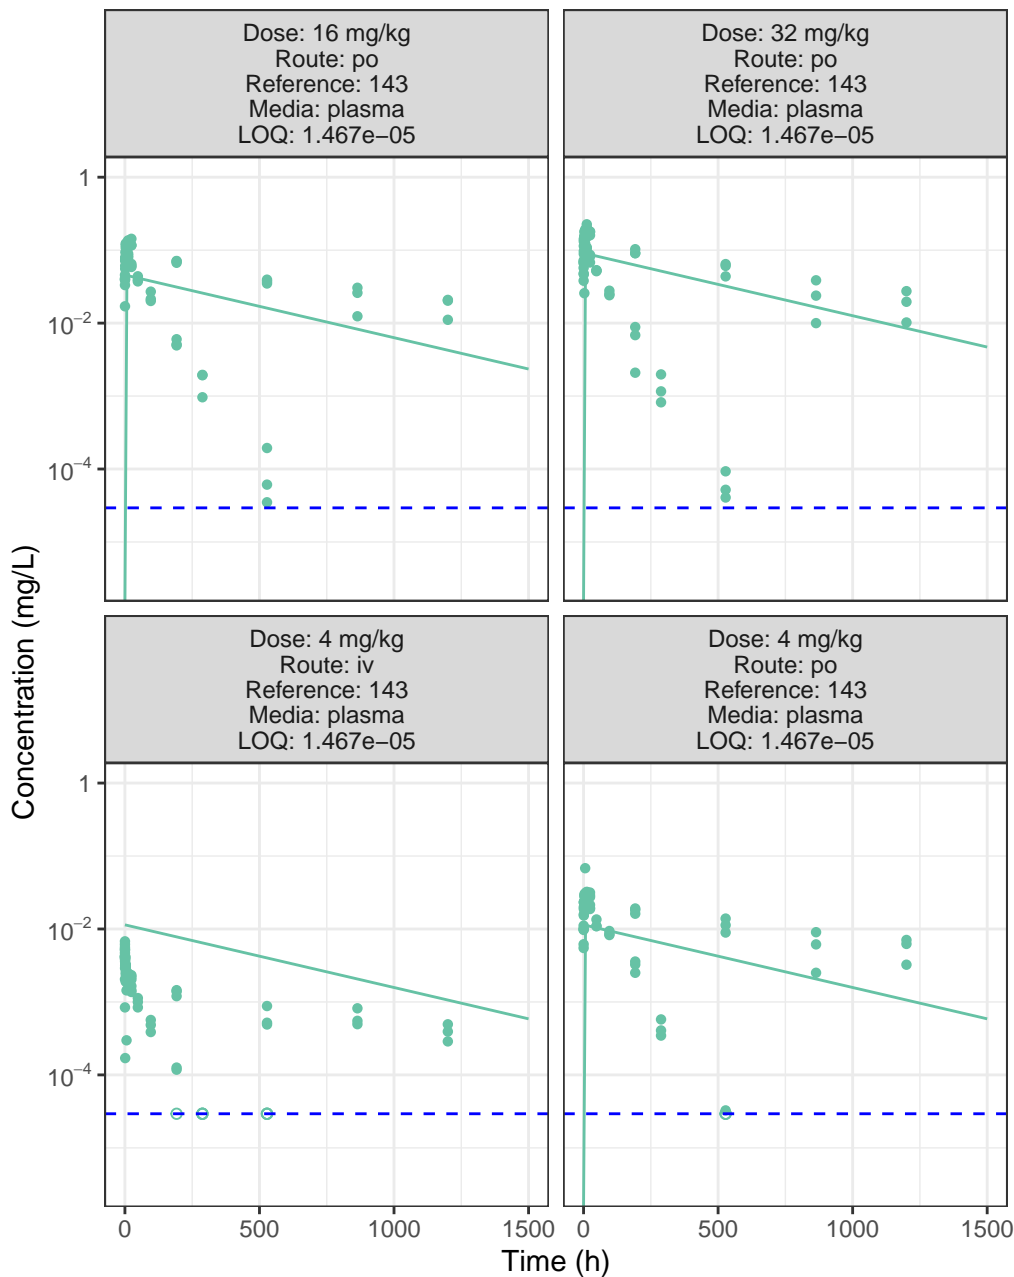 Dose: 16 mg/kg
Route: po
Reference: 143
Media: plasma
LOQ: 1.467e−05
Dose: 32 mg/kg
Route: po
Reference: 143
Media: plasma
LOQ: 1.467e−05
1
10−2
10−4
Dose: 4 mg/kg
Route: iv
Reference: 143
Media: plasma
LOQ: 1.467e−05
Dose: 4 mg/kg
Route: po
Reference: 143
Media: plasma
LOQ: 1.467e−05
1
10−2
10−4
0 500 1000 1500
0 500 1000 1500
Time (h)
Concentration (mg/L)